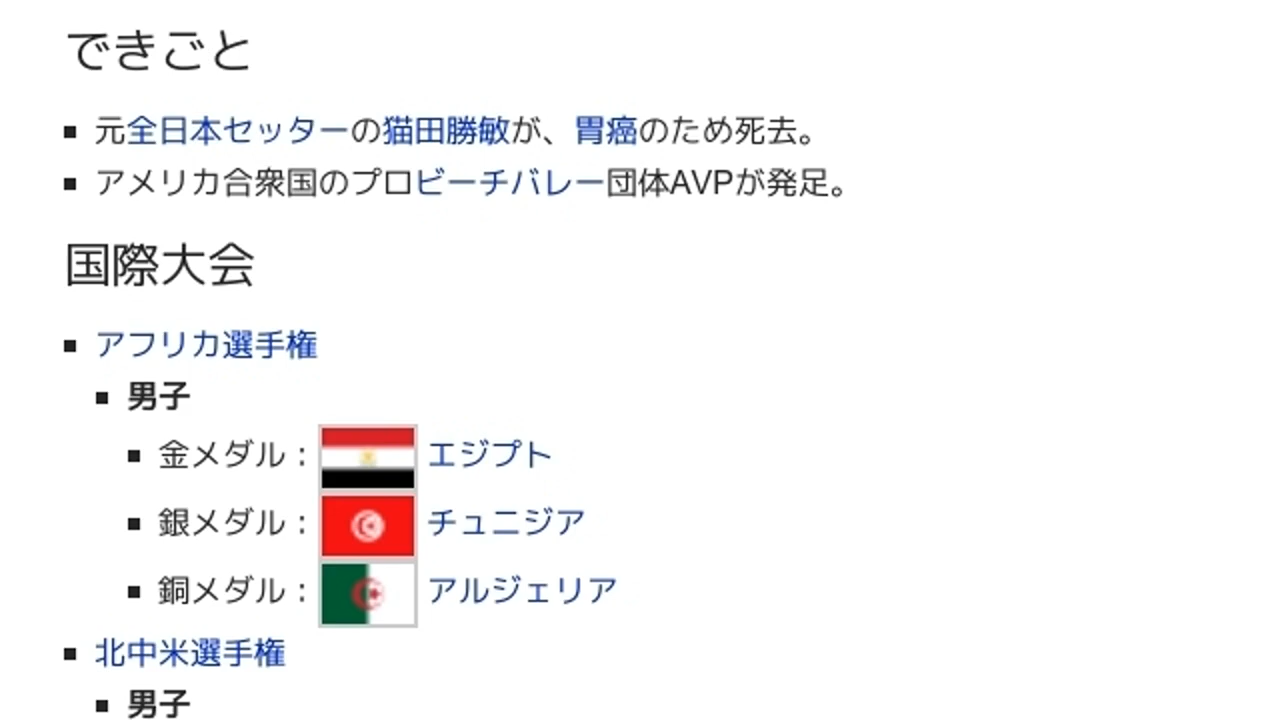 できごと
元全日本セッターの猫田勝敏が、胃癌のため死去。
アメリカ合衆国のプロビーチバレー団体AVPが発足。
国際大会
アフリカ選手権
男子
金メダル： エジプト
銀メダル： チュニジア
銅メダル： アルジェリア
北中米選手権
男子